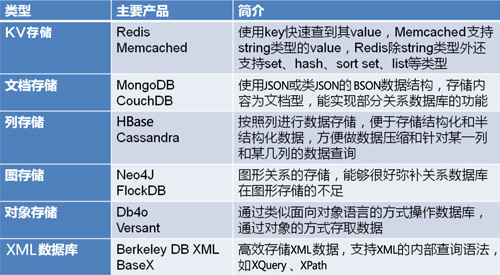 类型 主要产品 简介
KV存储 Redis 使用key快速查到其value，Memcached支持
Memcached string类型的value，Redis除string类型外还
支持set、hash、sort set、list等类型
文档存储 MongoDB 使用JSON或类JSON的BSON数据结构，存储内
CouchDB 容为文档型，能实现部分关系数据库的功能
列存储 HBase 按照列进行数据存储，便于存储结构化和半
Cassandra 结构化数据，方便做数据压缩和针对某一列
和某几列的数据查询
图存储 Neo4J 图形关系的存储，能够很好弥补关系数据库
FlockDB 在图形存储的不足
对象存储 Db4o 通过类似面向对象语言的方式操作数据库，
Versant 通过对象的方式存取数据
XML数据库 Berkeley DB XML 高效存储XML数据，支持XML的内部查询语法，
BaseX 如XQuery、XPath